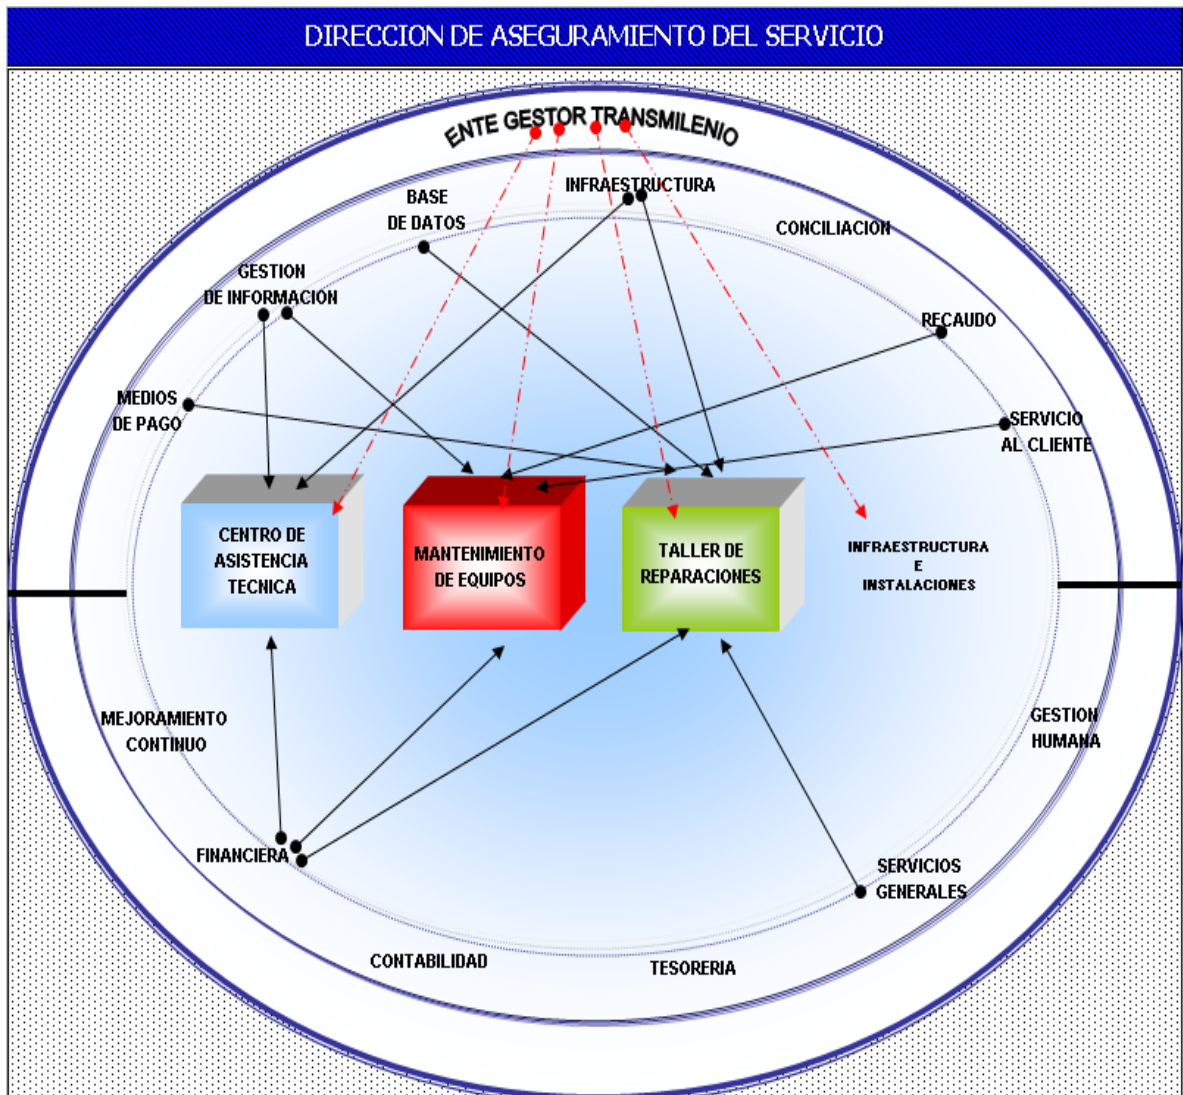 DIRECCION DE ASEGURAMIENTO DEL SERVICIO
ENTE GESTOR TRANSMILENIO
INFRAESTRUCTURA
BASE
DE DATOS
CONCILIACION
GESTION
DE INFORMACION
RECAUDO
MEDIOS
DE PAGO
SERVICIO
AL CLIENTE
CENTRO DE
ASISTENCIA
TECNICA
MANTENIMIENTO
DE EQUIPOS
TALLER DE
REPARACIONES
INFRAESTRUCTURA
E
INSTALACIONES
MEJORAMIENTO
CONTINUO
GESTION
HUMANA
FINANCIERA
SERVICIOS
GENERALES
CONTABILIDAD
TESORERIA